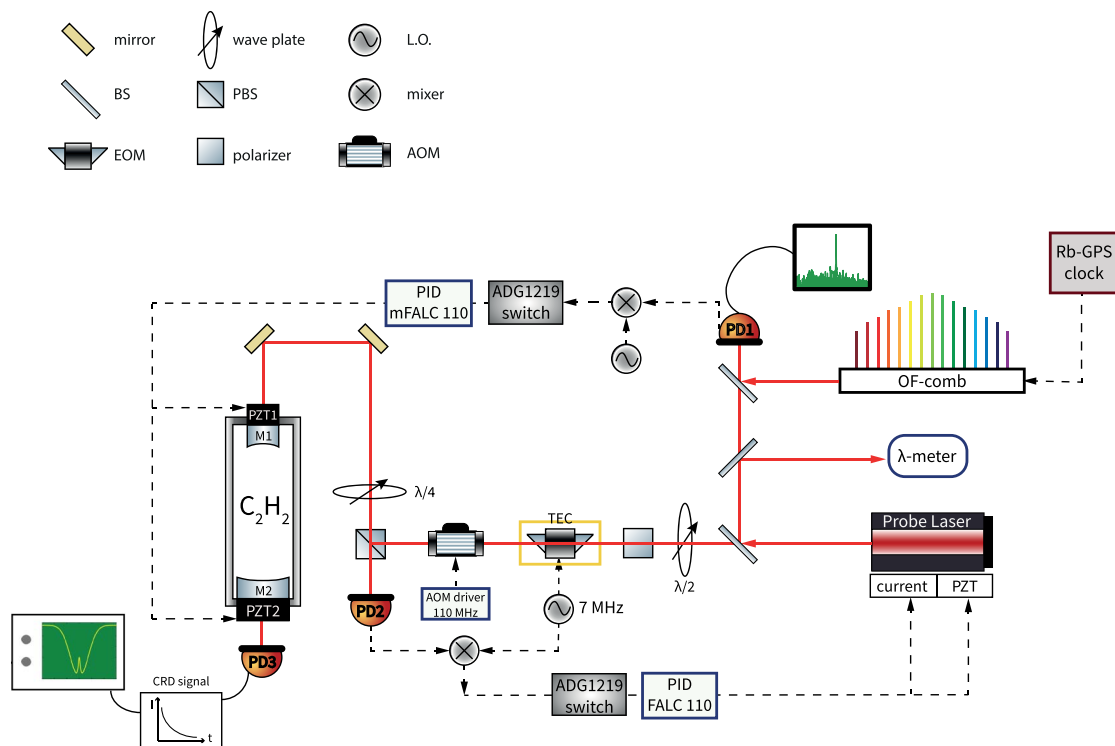 mirror
wave plate
L.O.
BS
PBS
mixer
EOM
polarizer
AOM
Rb-GPS
clock
PID
mFALC 110
ADG1219
switch
PD1
OF-comb
PZT1
M1
λ-meter
C₂H₂
λ/4
TEC
Probe Laser
λ/2
current
PZT
M2
PZT2
AOM driver
110 MHz
7 MHz
PD2
PD3
CRD signal
I
t
ADG1219
switch
PID
FALC 110